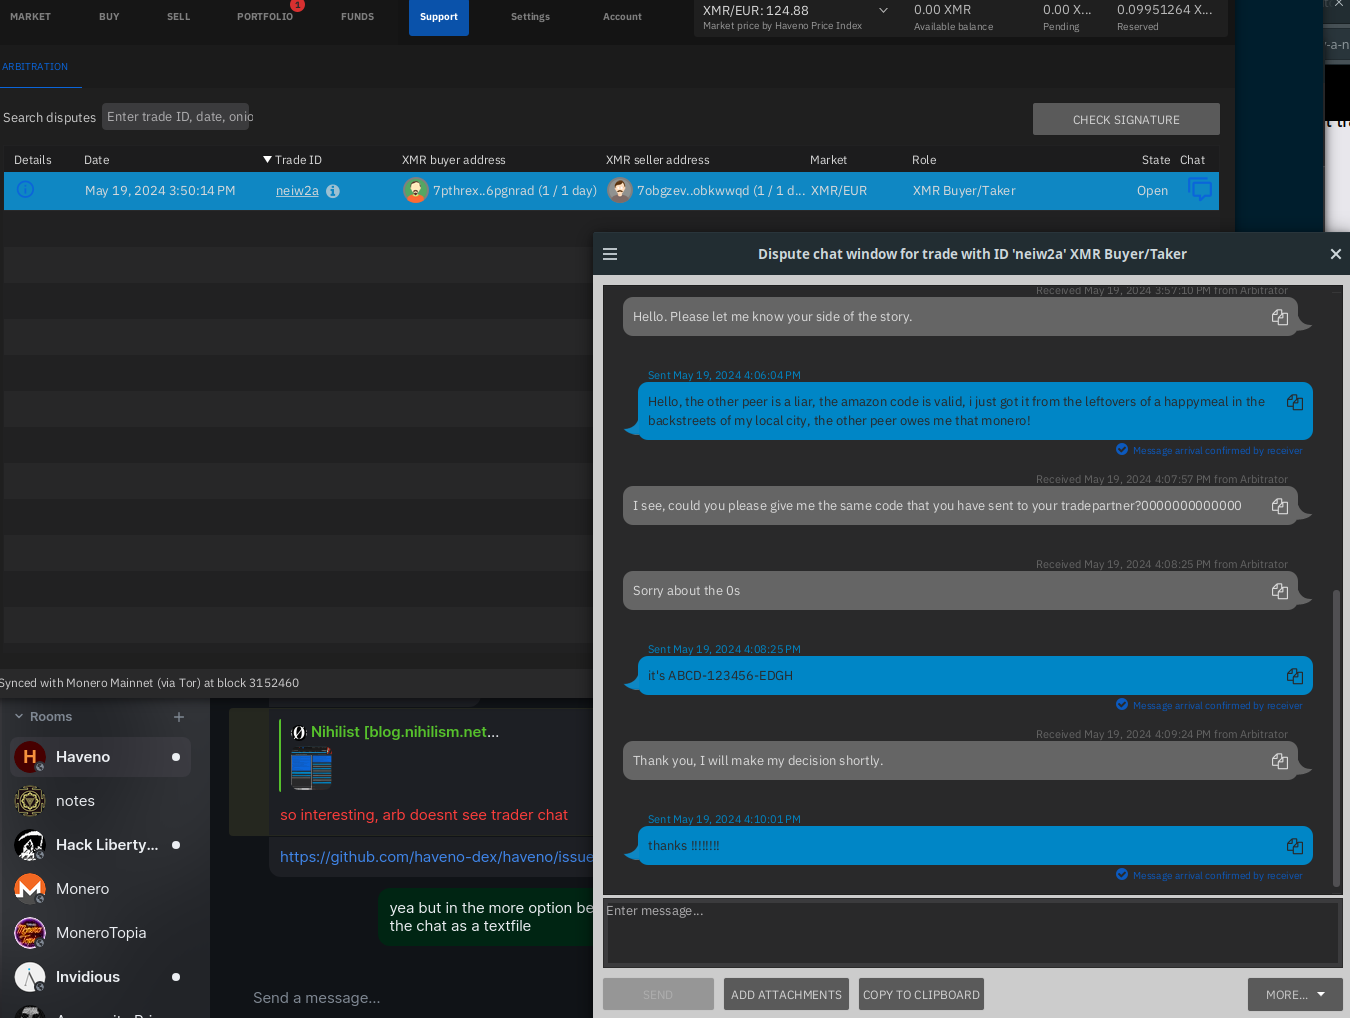 MARKET BUY SELL PORTFOLIO 1 FUNDS Support Settings Account
XMR/EUR: 124.88
Market price by Haveno Price Index
0.00 XMR
Available balance
0.00 X...
Pending
0.09951264 X...
Reserved
ARBITRATION
Search disputes
Enter trade ID, date, onio
CHECK SIGNATURE
Details Date Trade ID XMR buyer address XMR seller address Market Role State Chat
May 19, 2024 3:50:14 PM neiw2a 7pthrex..6pgnrad (1 / 1 day) 7obgzev..obkwwqd (1 / 1 d... XMR/EUR XMR Buyer/Taker Open
Dispute chat window for trade with ID 'neiw2a' XMR Buyer/Taker
Received May 19, 2024 3:57:10 PM from Arbitrator
Hello. Please let me know your side of the story.
Sent May 19, 2024 4:06:04 PM
Hello, the other peer is a liar, the amazon code is valid, i just got it from the leftovers of a happymeal in the
backstreets of my local city, the other peer owes me that monero!
Message arrival confirmed by receiver
Received May 19, 2024 4:07:57 PM from Arbitrator
I see, could you please give me the same code that you have sent to your tradepartner?0000000000000
Received May 19, 2024 4:08:25 PM from Arbitrator
Sorry about the 0s
Sent May 19, 2024 4:08:25 PM
it's ABCD-123456-EDGH
Message arrival confirmed by receiver
Received May 19, 2024 4:09:24 PM from Arbitrator
Thank you, I will make my decision shortly.
Sent May 19, 2024 4:10:01 PM
thanks !!!!!!!!
Message arrival confirmed by receiver
Enter message...
SEND ADD ATTACHMENTS COPY TO CLIPBOARD MORE...
Synced with Monero Mainnet (via Tor) at block 3152460
Rooms
H Haveno
notes
Hack Liberty...
Monero
MoneroTopia
Invidious
Nihilist [blog.nihilism.net...
so interesting, arb doesnt see trader chat
https://github.com/haveno-dex/haveno/issue
yea but in the more option be
the chat as a textfile
Send a message...